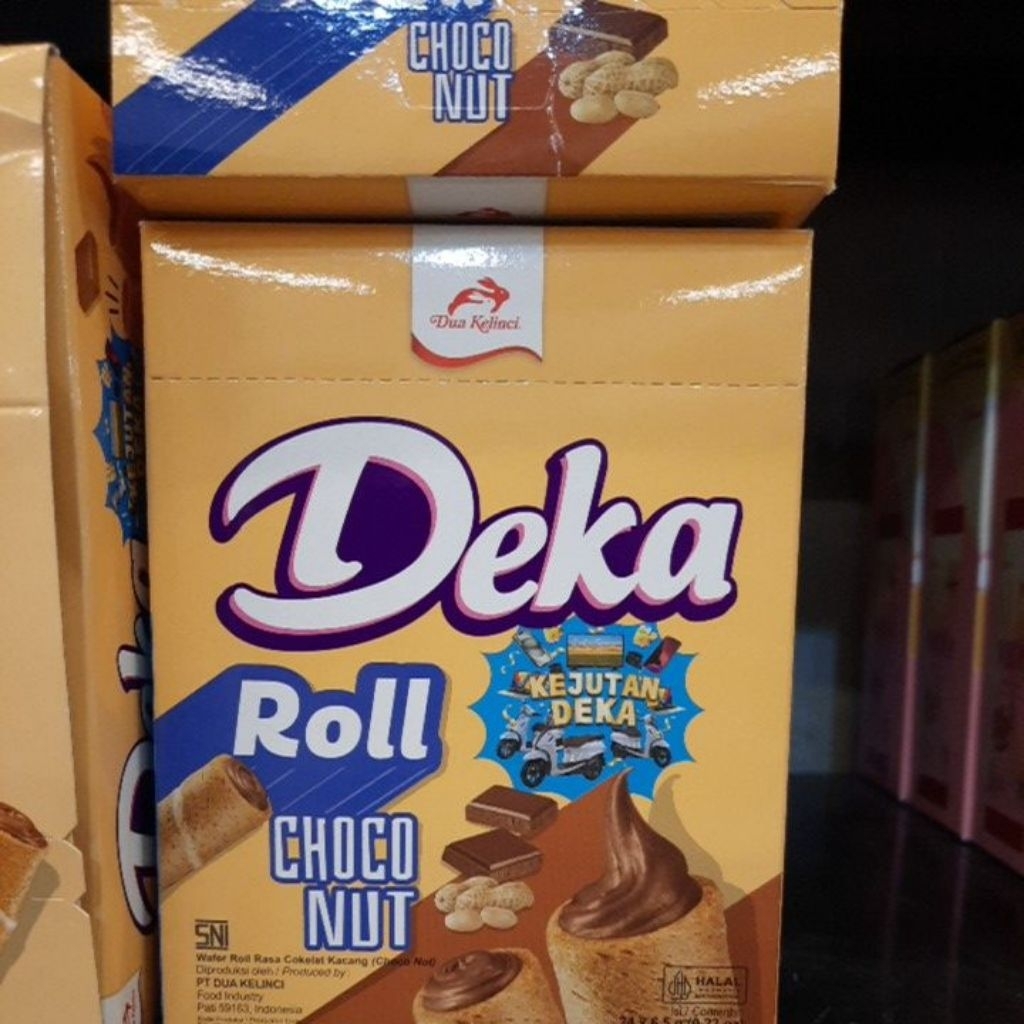 CHOCO
NUT
Dua Kelinci
Deka
Roll
KEJUTAN
DEKA
CHOCO
NUT
SNI
Wafer Roll Rasa Cokelat Kacang (Choco Nut)
Diproduksi oleh / Produced by :
PT DUA KELINCI
Food Industry
Pati 59163, Indonesia
HALAL